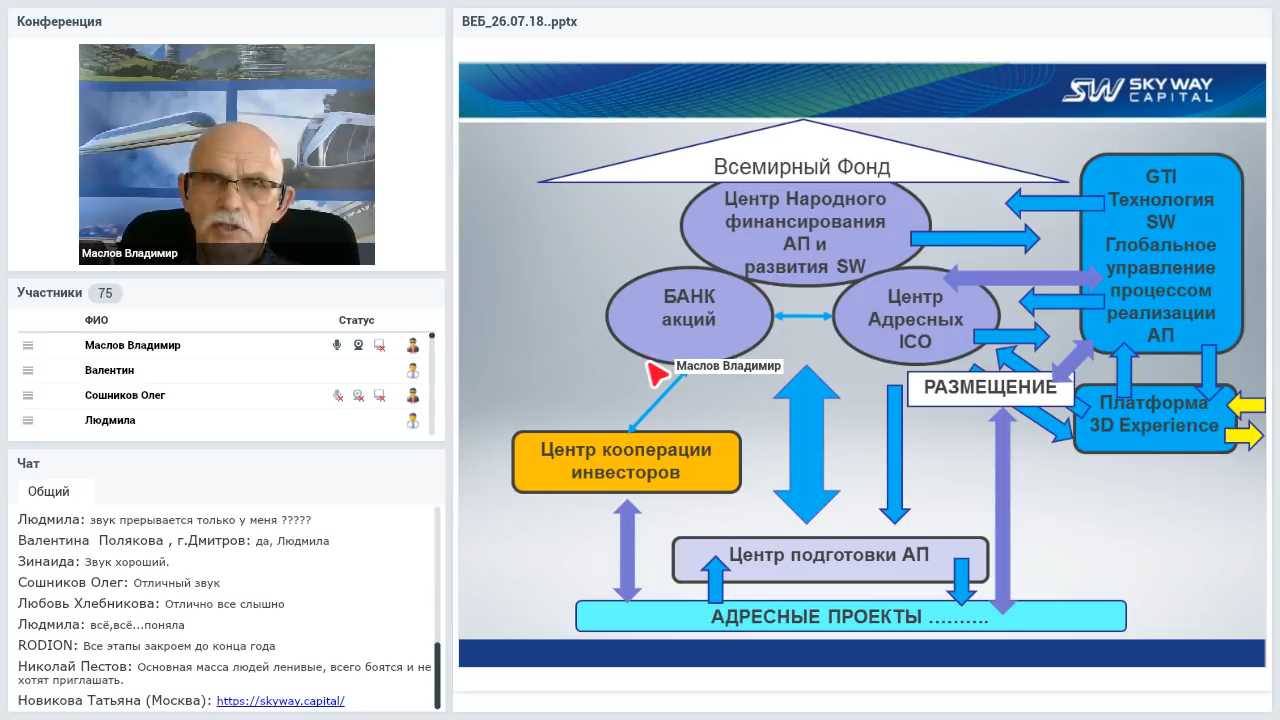 Конференция
Маслов Владимир
Участники 75
ФИО Статус
Маслов Владимир
Валентин
Сошников Олег
Людмила
Чат
Общий
Людмила: звук прерывается только у меня ?????
Валентина Полякова , г.Дмитров: да, Людмила
Зинаида: Звук хороший.
Сошников Олег: Отличный звук
Любовь Хлебникова: Отлично все слышно
Людмила: всё,всё...поняла
RODION: Все этапы закроем до конца года
Николай Пестов: Основная масса людей ленивые, всего боятся и не
хотят приглашать.
Новикова Татьяна (Москва): https://skyway.capital/
ВЕБ_26.07.18..pptx
SW SKY WAY
CAPITAL
Всемирный Фонд
Центр Народного
финансирования
АП и
развития SW
БАНК
акций
Центр
Адресных
ICO
GTI
Технология
SW
Глобальное
управление
процессом
реализации
АП
Маслов Владимир
РАЗМЕЩЕНИЕ
Платформа
3D Experience
Центр кооперации
инвесторов
Центр подготовки АП
АДРЕСНЫЕ ПРОЕКТЫ ..........